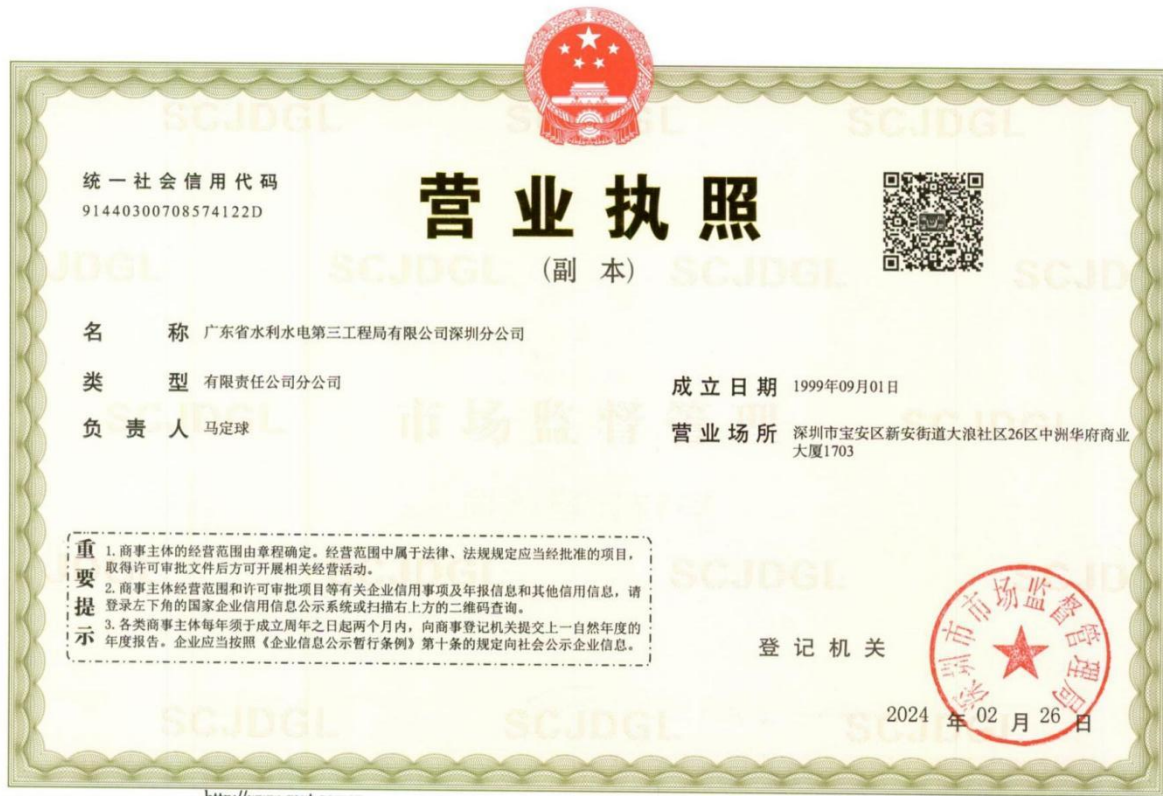 统一社会信用代码
91440300708574122D
营业执照
(副 本)
名 称 广东省水利水电第三工程局有限公司深圳分公司
类 型 有限责任公司分公司
负 责 人 马定球
成 立 日 期 1999年09月01日
营 业 场 所 深圳市宝安区新安街道大浪社区26区中洲华府商业
大厦1703
重要提示
1. 商事主体的经营范围由章程确定。经营范围中属于法律、法规规定应当经批准的项目，
取得许可审批文件后方可开展相关经营活动。
2. 商事主体经营范围和许可审批项目等有关企业信用事项及年报信息和其他信用信息，请
登录左下角的国家企业信用信息公示系统或扫描右上方的二维码查询。
3. 各类商事主体每年须于成立周年之日起两个月内，向商事登记机关提交上一自然年度的
年度报告。企业应当按照《企业信息公示暂行条例》第十条的规定向社会公示企业信息。
登 记 机 关
深圳市市场监督管理局
2024 年 02 月 26 日
SCJDGL
市场监督管理